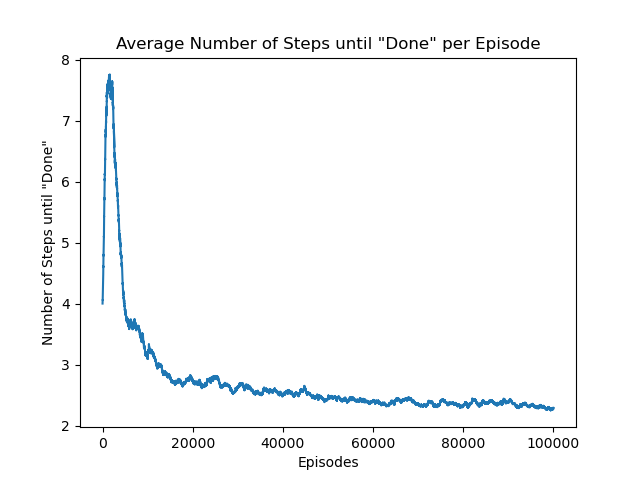 Average Number of Steps until "Done" per Episode
Number of Steps until "Done"
8
7
6
5
4
3
2
0 20000 40000 60000 80000 100000
Episodes